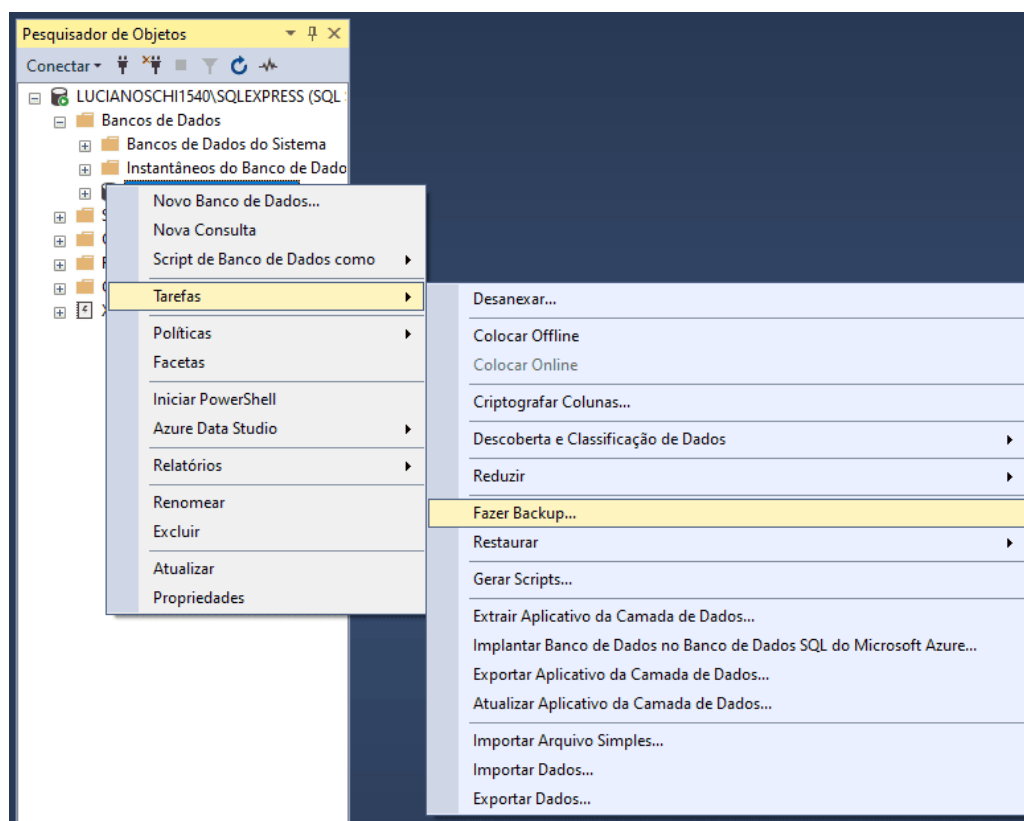 Pesquisador de Objetos
Conectar
LUCIANOSCHI1540\SQLEXPRESS (SQL
Bancos de Dados
Bancos de Dados do Sistema
Instantâneos do Banco de Dado
Novo Banco de Dados...
Nova Consulta
Script de Banco de Dados como
Tarefas
Políticas
Facetas
Iniciar PowerShell
Azure Data Studio
Relatórios
Renomear
Excluir
Atualizar
Propriedades
Desanexar...
Colocar Offline
Colocar Online
Criptografar Colunas...
Descoberta e Classificação de Dados
Reduzir
Fazer Backup...
Restaurar
Gerar Scripts...
Extrair Aplicativo da Camada de Dados...
Implantar Banco de Dados no Banco de Dados SQL do Microsoft Azure...
Exportar Aplicativo da Camada de Dados...
Atualizar Aplicativo da Camada de Dados...
Importar Arquivo Simples...
Importar Dados...
Exportar Dados...